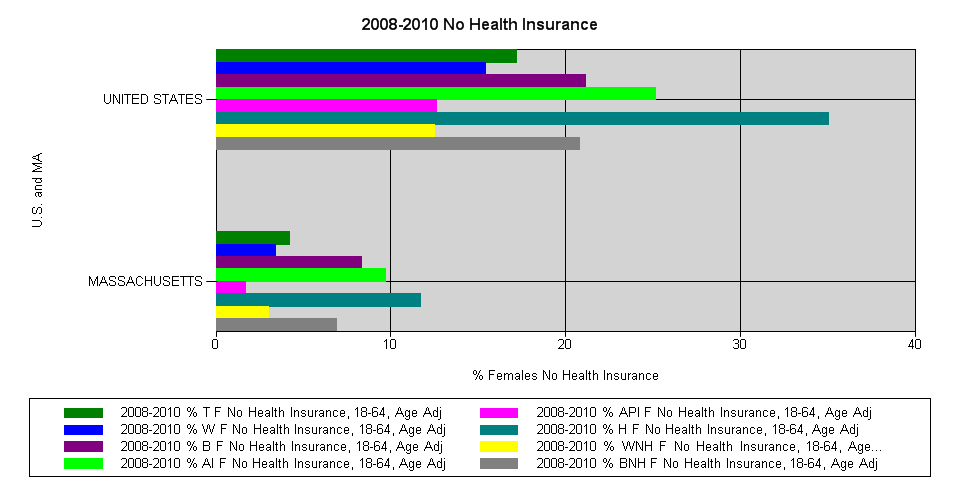 2008-2010 No Health Insurance
U.S. and MA
UNITED STATES
MASSACHUSETTS
0 10 20 30 40
% Females No Health Insurance
2008-2010 % T F No Health Insurance, 18-64, Age Adj
2008-2010 % W F No Health Insurance, 18-64, Age Adj
2008-2010 % B F No Health Insurance, 18-64, Age Adj
2008-2010 % AI F No Health Insurance, 18-64, Age Adj
2008-2010 % API F No Health Insurance, 18-64, Age Adj
2008-2010 % H F No Health Insurance, 18-64, Age Adj
2008-2010 % WNH F No Health Insurance, 18-64, Age...
2008-2010 % BNH F No Health Insurance, 18-64, Age Adj